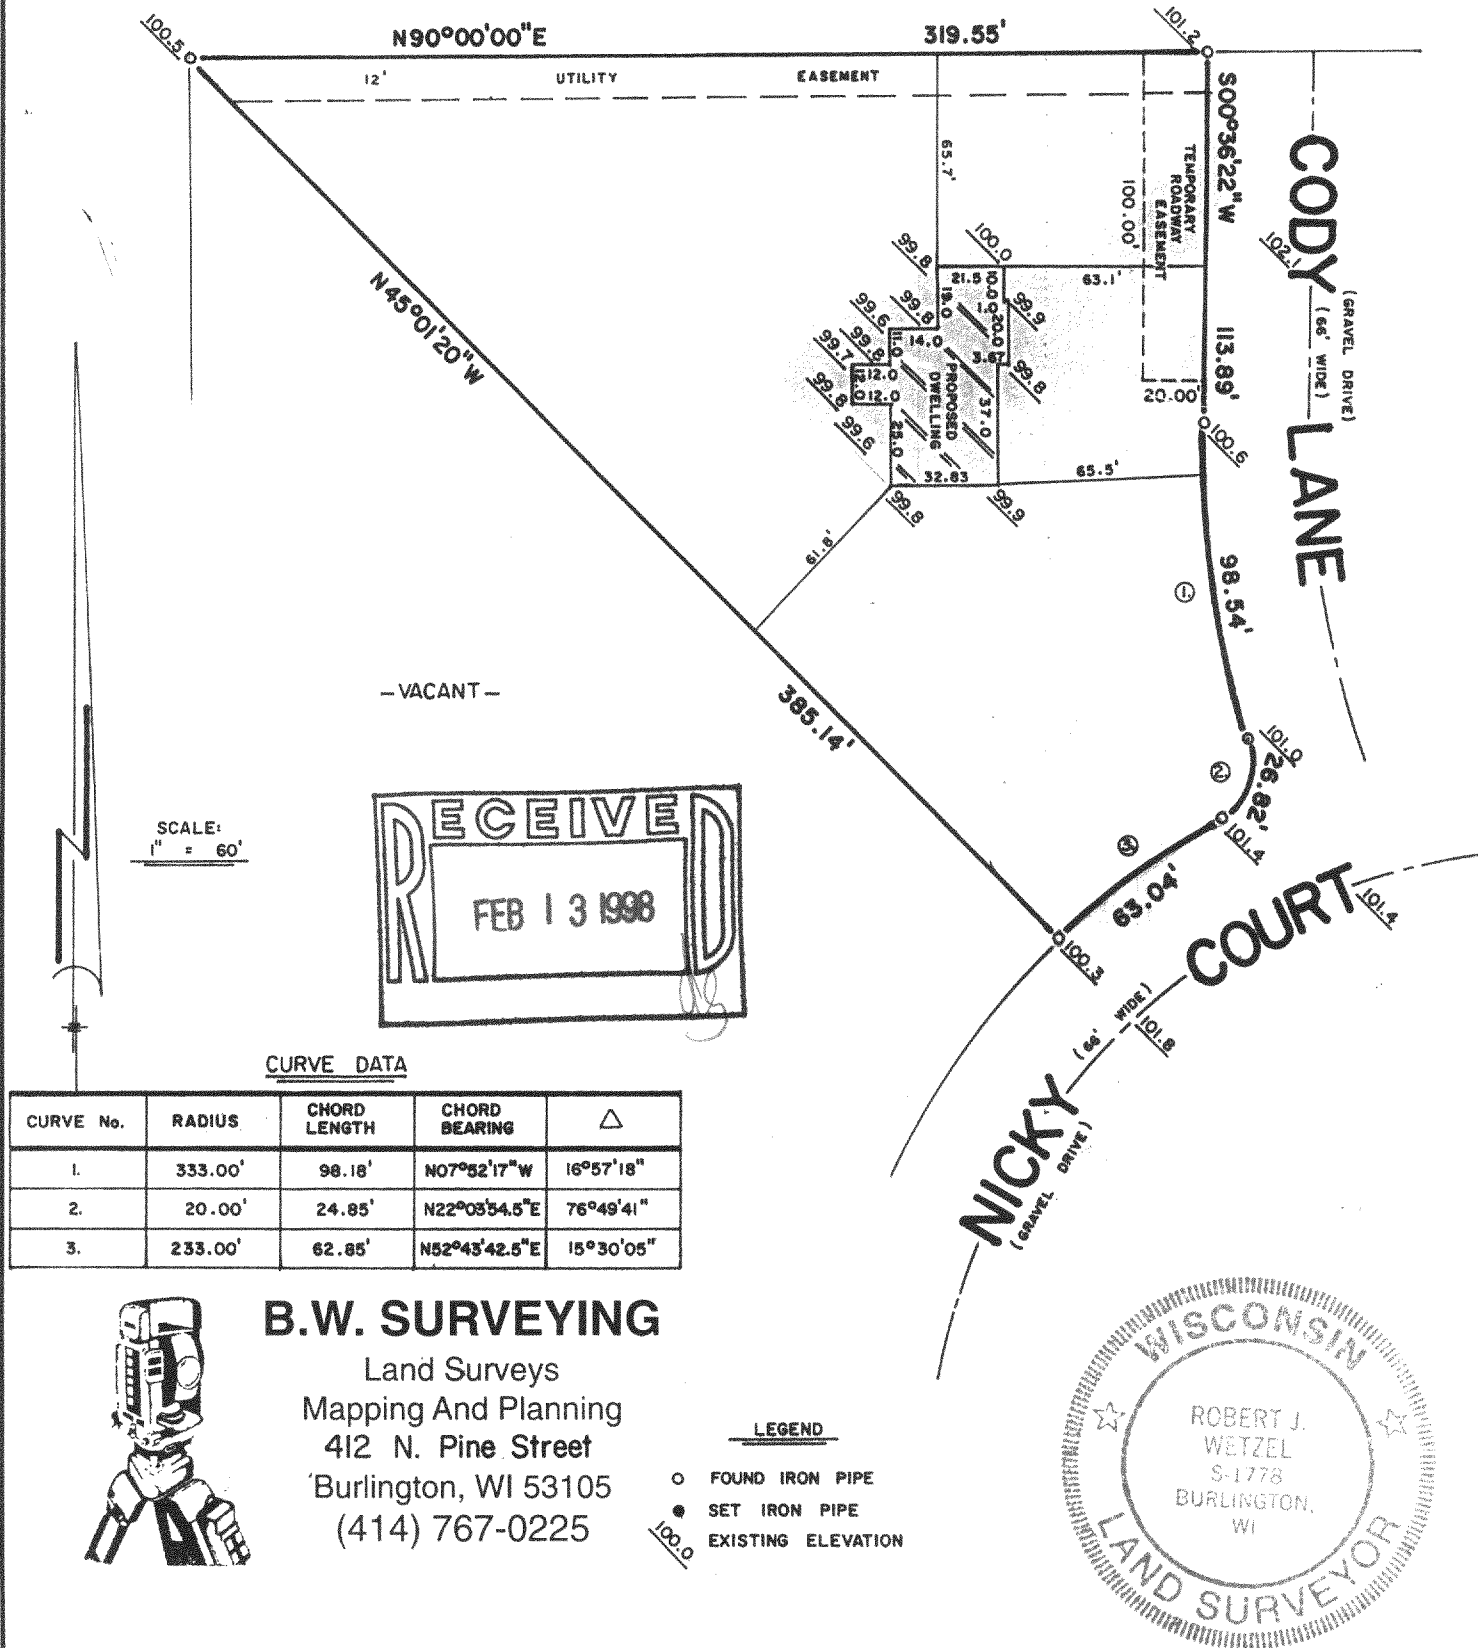 100.5
N90°00'00"E
319.55'
101.2
12'
UTILITY
EASEMENT
S00°36'22"W
113.89'
CODY LANE
(66' WIDE)
(GRAVEL DRIVE)
102.1
TEMPORARY
ROADWAY
EASEMENT
100.00'
20.00'
65.7'
63.1'
100.0
99.8
21.5
10.0
19.0
1.0
20.0
99.9
99.8
99.6
14.0
11.0
3.67
99.8
99.8
99.7
12.0
12.0
12.0
99.8
99.6
25.0
PROPOSED
DWELLING
37.0
32.83
99.8
99.9
65.5'
100.6
N45°01'20"W
61.8'
1.
98.54'
385.14'
-VACANT-
101.0
2.
26.82'
101.4
3.
63.04'
100.3
NICKY COURT
(66' WIDE)
(GRAVEL DRIVE)
101.4
101.8
SCALE:
1" = 60'
RECEIVED
FEB 13 1998
CURVE DATA
CURVE No. RADIUS CHORD LENGTH CHORD BEARING △
1. 333.00' 98.18' N07°52'17"W 16°57'18"
2. 20.00' 24.85' N22°03'54.5"E 76°49'41"
3. 233.00' 62.85' N52°43'42.5"E 15°30'05"
B.W. SURVEYING
Land Surveys
Mapping And Planning
412 N. Pine Street
Burlington, WI 53105
(414) 767-0225
LEGEND
○ FOUND IRON PIPE
● SET IRON PIPE
100.0 EXISTING ELEVATION
WISCONSIN
ROBERT J.
WETZEL
S-1778
BURLINGTON,
WI
LAND SURVEYOR